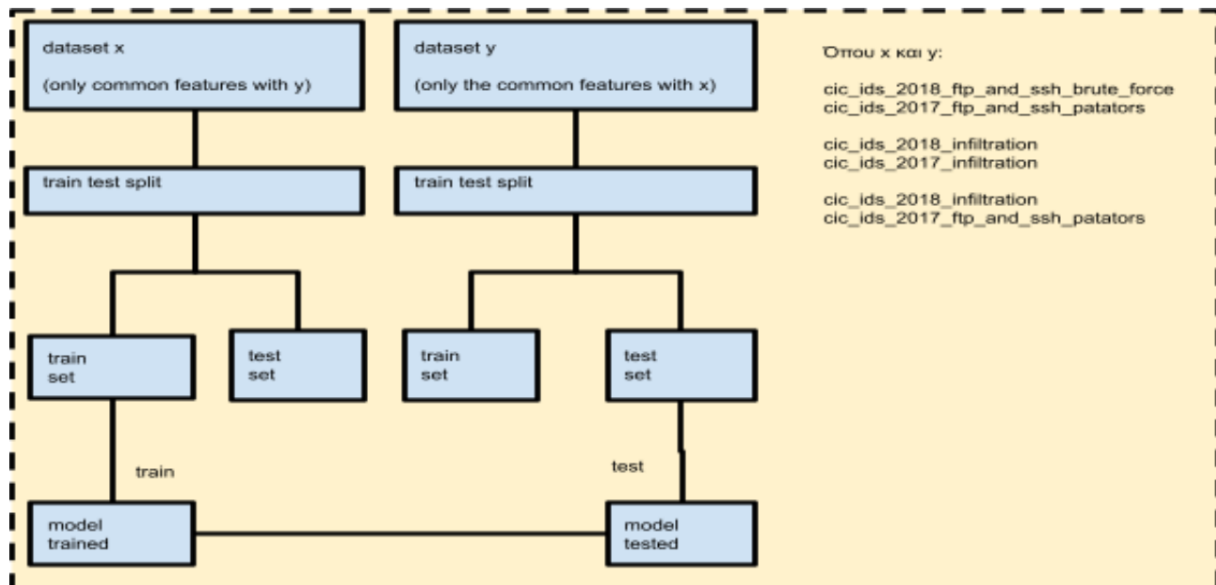 dataset x
(only common features with y)
dataset y
(only the common features with x)
Όπου x και y:
cic_ids_2018_ftp_and_ssh_brute_force
cic_ids_2017_ftp_and_ssh_patators
cic_ids_2018_infiltration
cic_ids_2017_infiltration
cic_ids_2018_infiltration
cic_ids_2017_ftp_and_ssh_patators
train test split
train test split
train
set
test
set
train
set
test
set
train
test
model
trained
model
tested